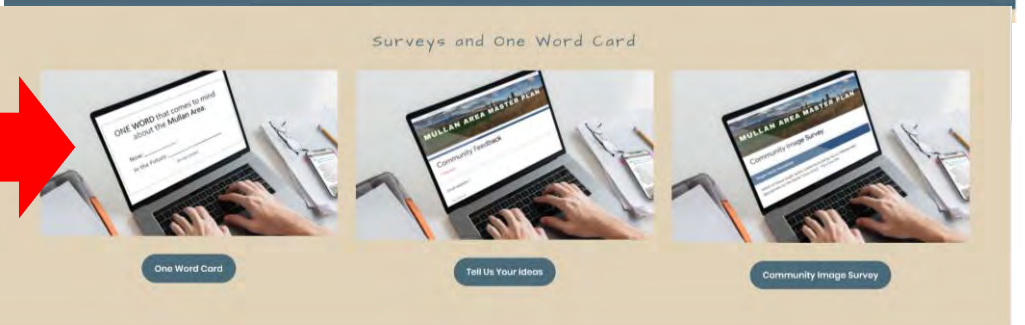 Surveys and One Word Card
ONE WORD that comes to mind
about the Mullan Area:
Now:
In the Future:
MULLAN AREA MASTER PLAN
Community Feedback
MULLAN AREA MASTER PLAN
Community Image Survey
One Word Card
Tell Us Your Ideas
Community Image Survey